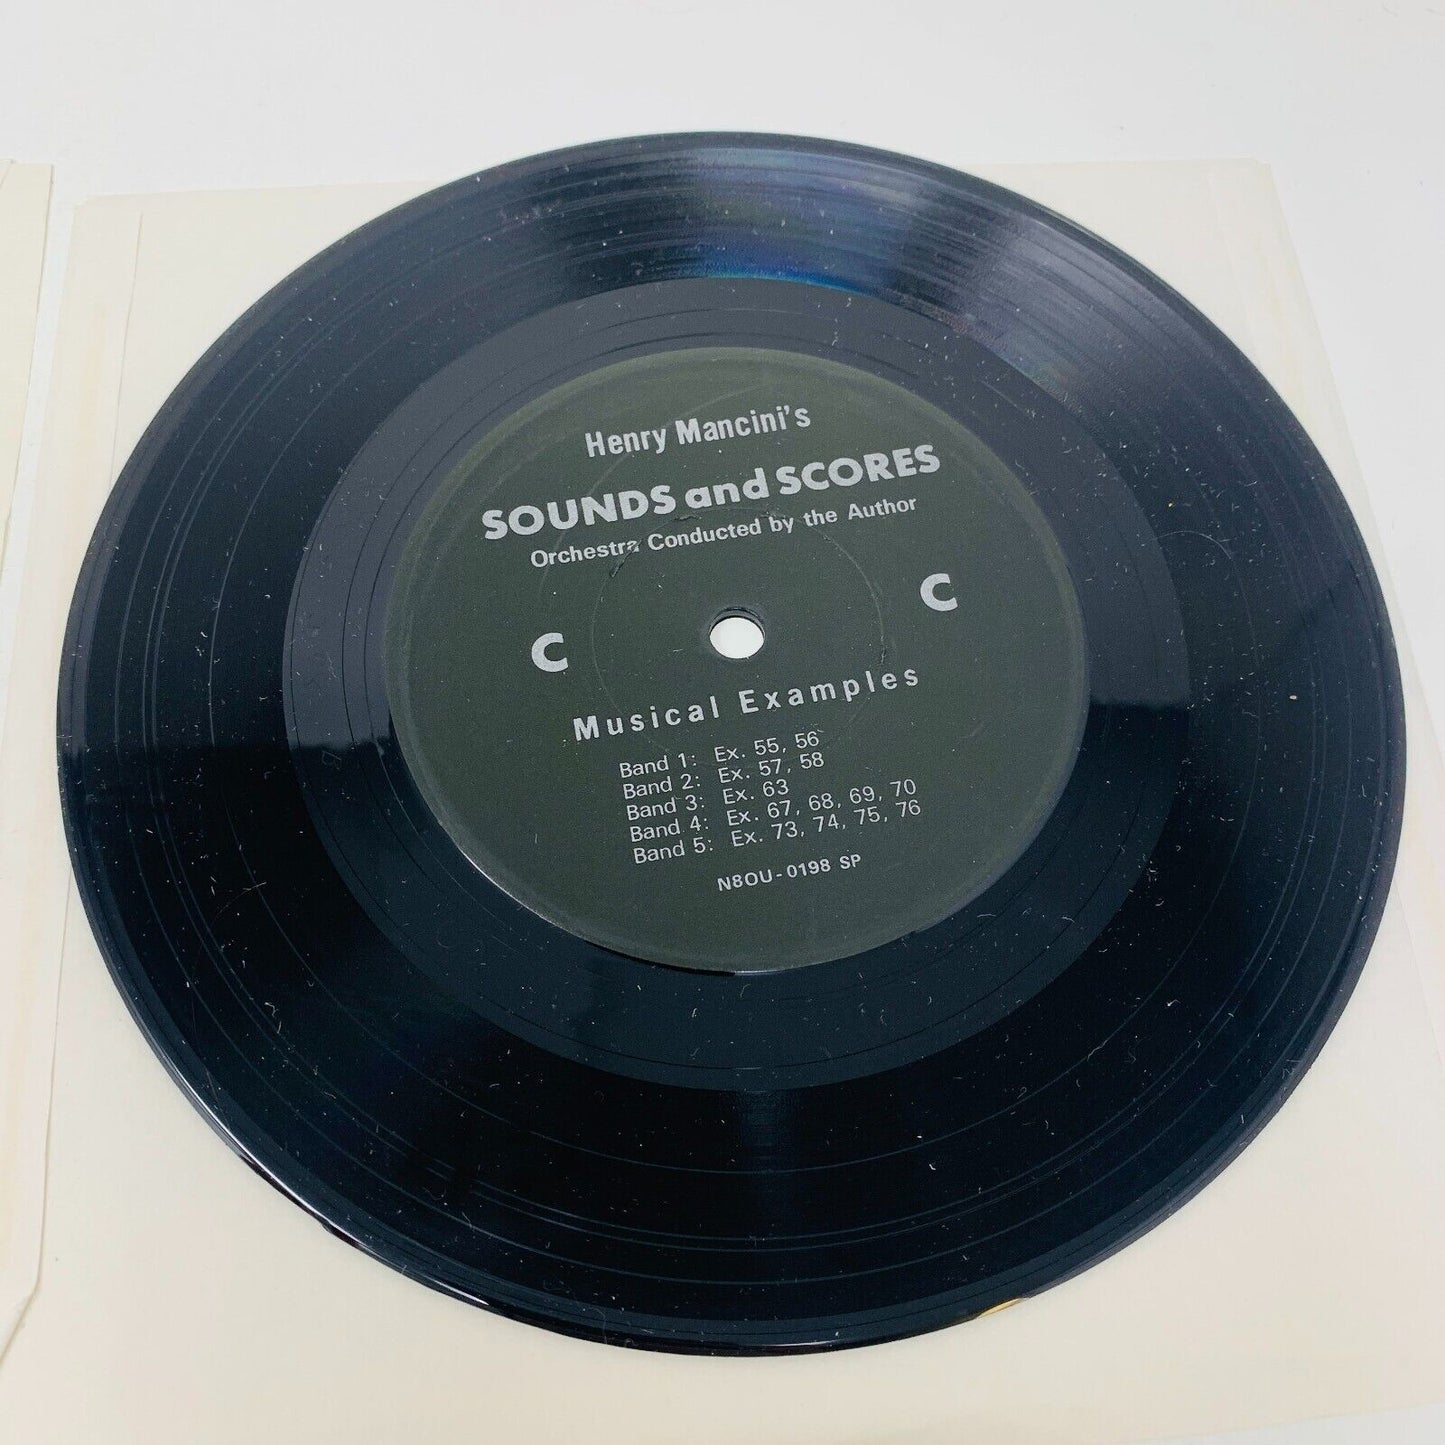 Henry Mancini's
SOUNDS and SCORES
Orchestra Conducted by the Author
C C
Musical Examples
Band 1: Ex. 55, 56
Band 2: Ex. 57, 58
Band 3: Ex. 63
Band 4: Ex. 67, 68, 69, 70
Band 5: Ex. 73, 74, 75, 76
N8OU-0198 SP